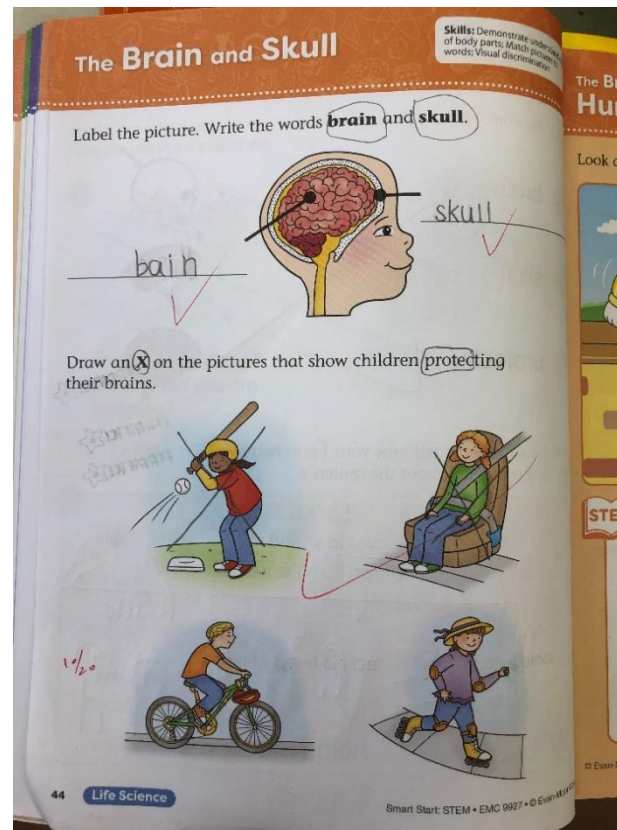 The Brain and Skull
Skills: Demonstrate
of body parts; Match pictures to
words; Visual discrimination
Label the picture. Write the words brain and skull.
skull
bain
Draw an X on the pictures that show children protecting
their brains.
10/20
44 Life Science
Smart Start: STEM • EMC 9927 • © Evan-Moor
The B
Hu
Look
STE
© Evan-